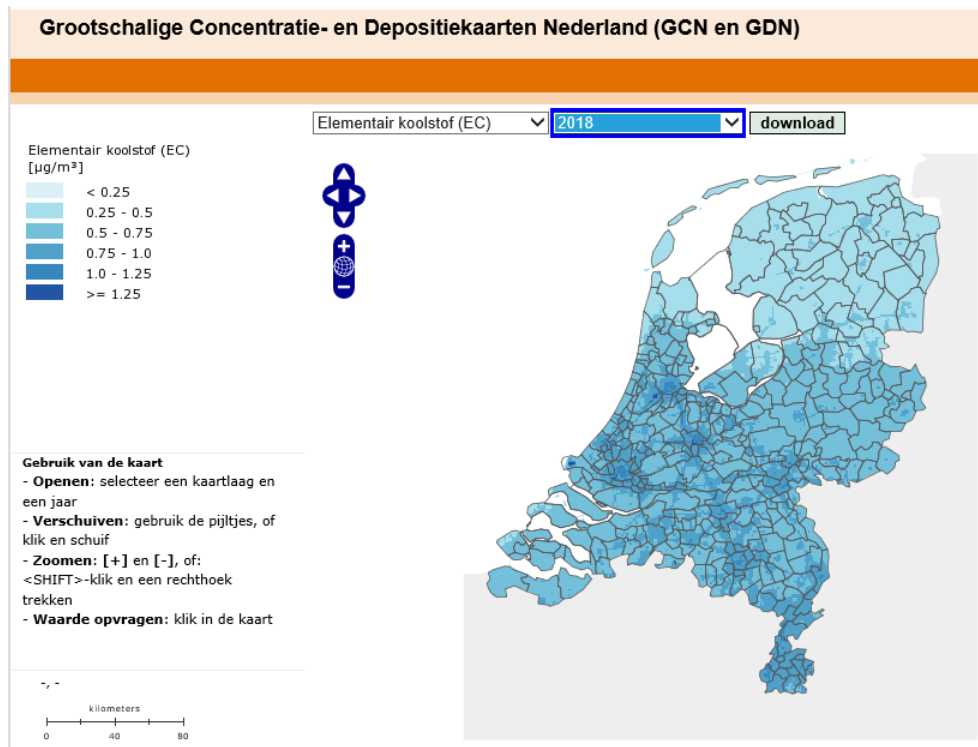 Grootschalige Concentratie- en Depositiekaarten Nederland (GCN en GDN)
Elementair koolstof (EC) 2018 download
Elementair koolstof (EC)
[µg/m³]
< 0.25
0.25 - 0.5
0.5 - 0.75
0.75 - 1.0
1.0 - 1.25
>= 1.25
Gebruik van de kaart
- Openen: selecteer een kaartlaag en
een jaar
- Verschuiven: gebruik de pijltjes, of
klik en schuif
- Zoomen: [+] en [-], of:
<SHIFT>-klik en een rechthoek
trekken
- Waarde opvragen: klik in de kaart
-, -
kilometers
0 40 80